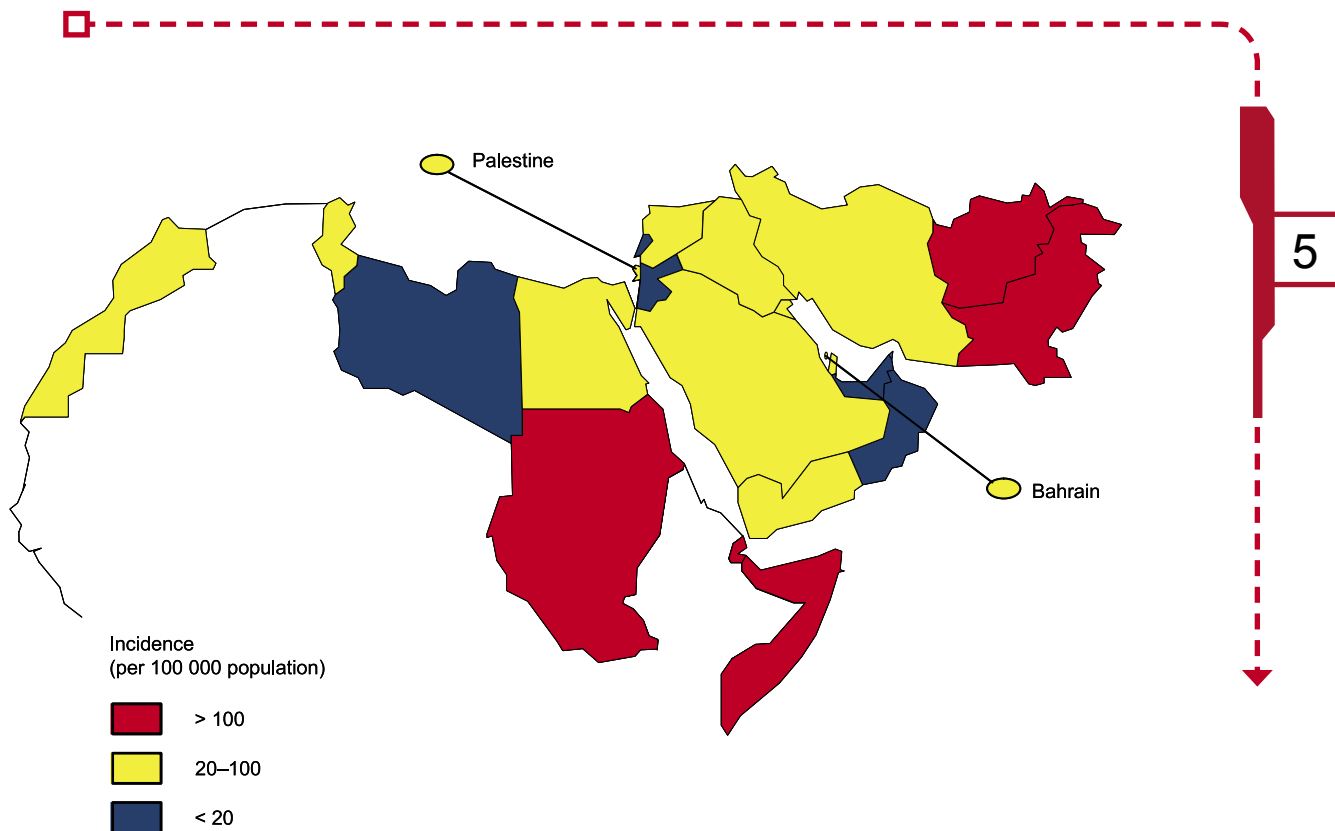 Palestine
5
Bahrain
Incidence
(per 100 000 population)
> 100
20–100
< 20